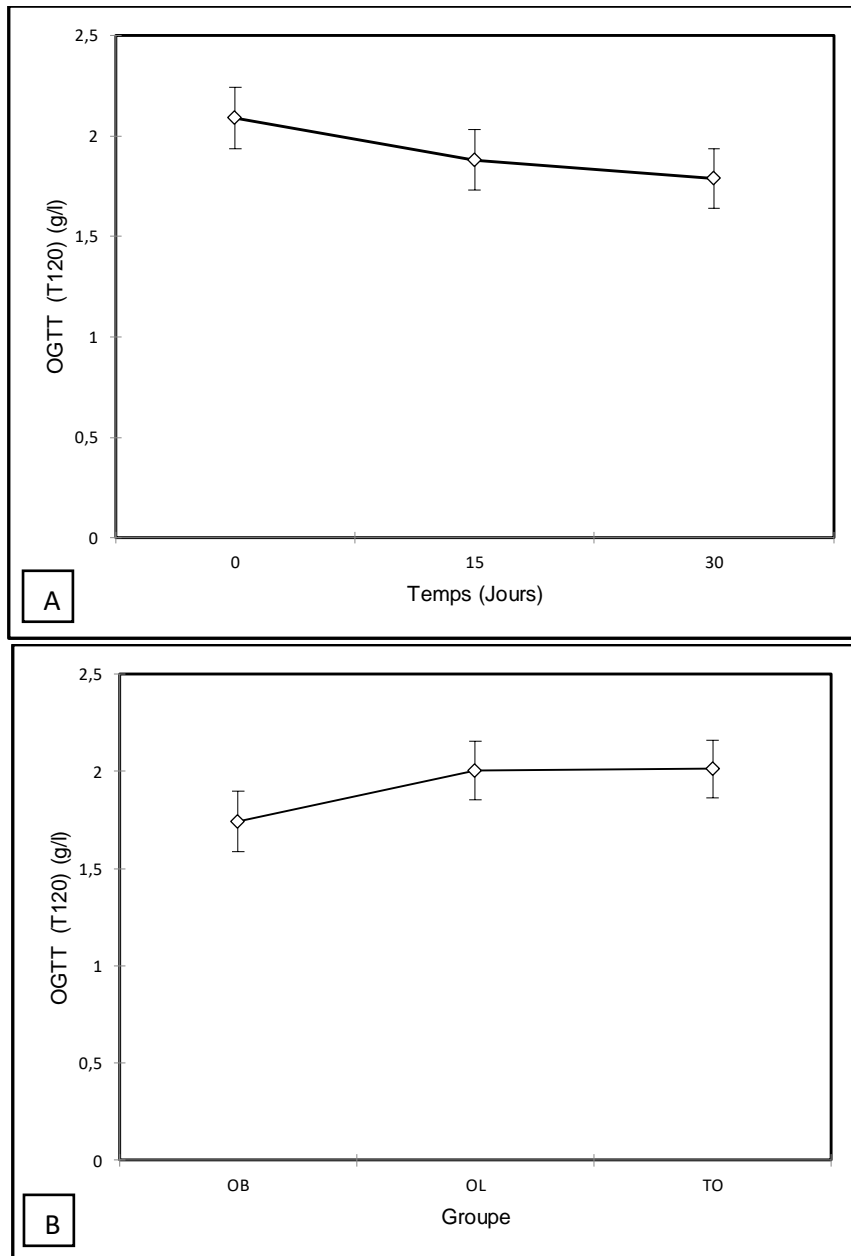 2,5
2
1,5
1
0,5
0
OGTT (T120) (g/l)
0 15 30
Temps (Jours)
A
2,5
2
1,5
1
0,5
0
OGTT (T120) (g/l)
OB OL TO
Groupe
B